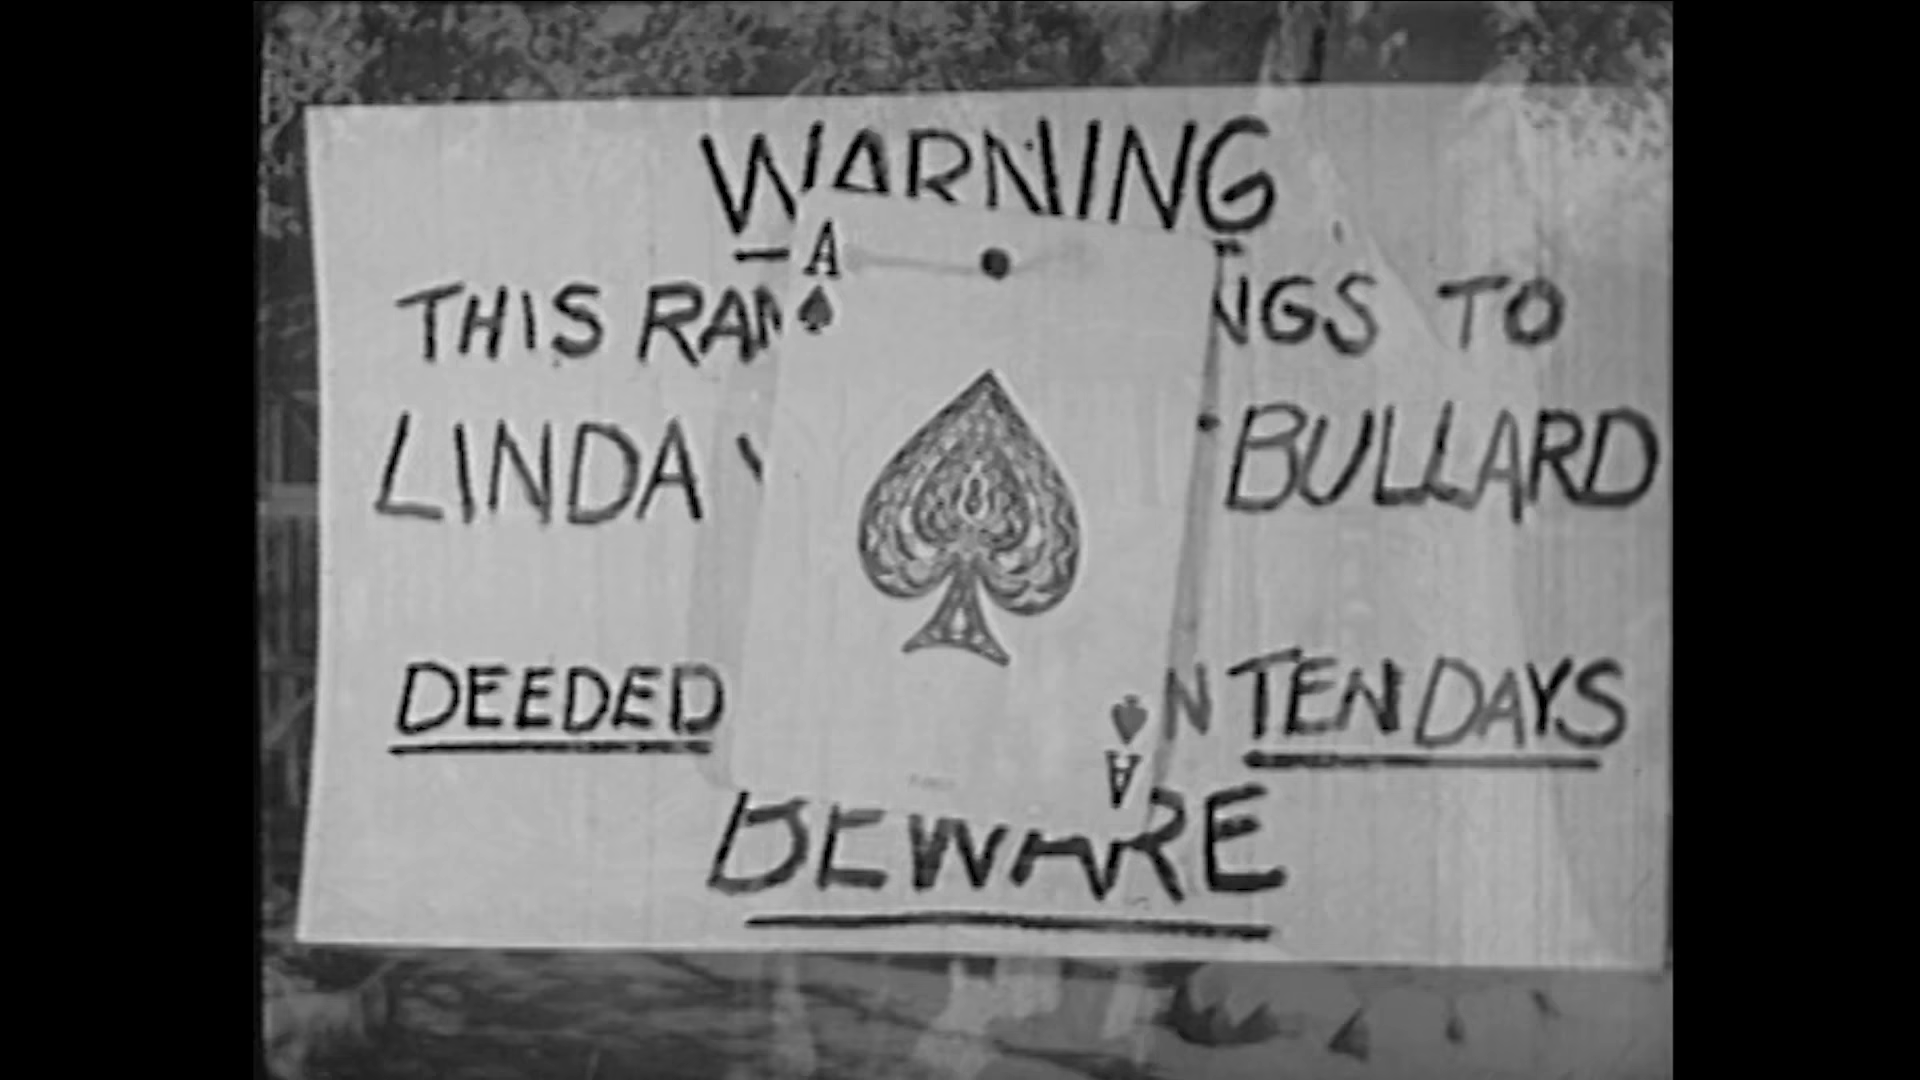 WARNING
A
THIS RAN NGS TO
LINDA BULLARD
DEEDED N TEN DAYS
A
BEWARE